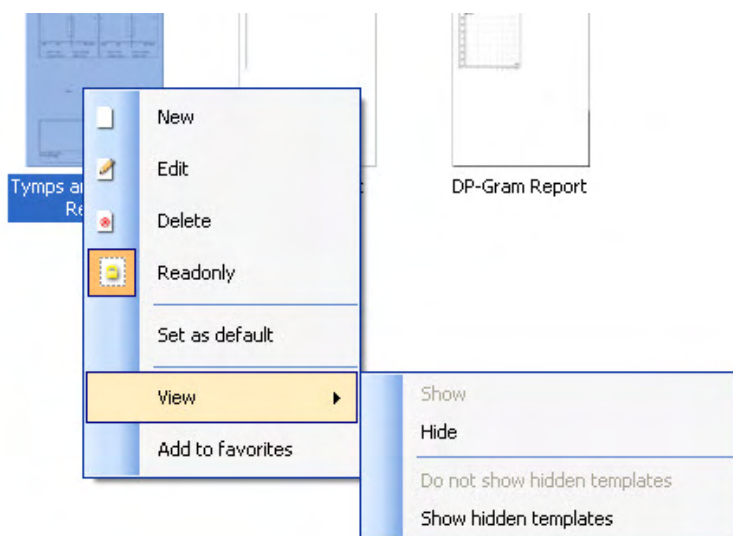 New
Edit
Tymps a
DP-Gram Report
Re
Delete
Readonly
Set as default
View
Show
Hide
Add to favorites
Do not show hidden templates
Show hidden templates